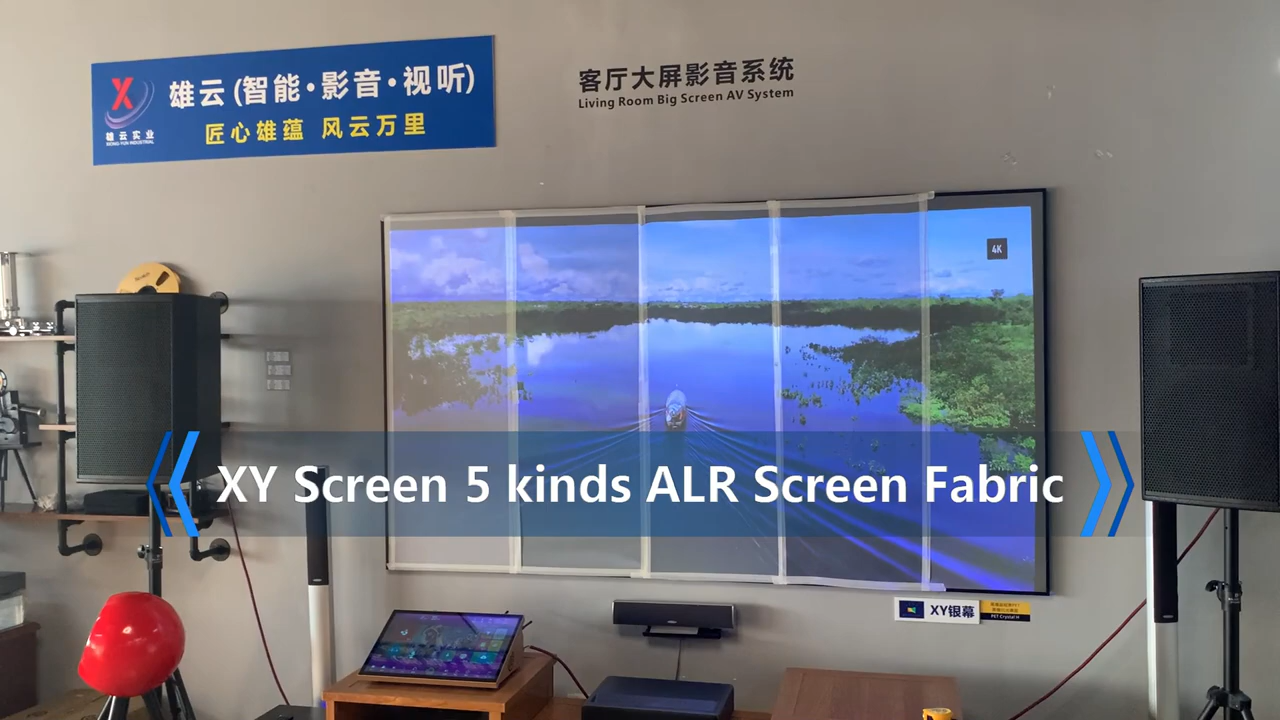 雄云(智能·影音·视听)
匠心雄蕴 风云万里
X
雄云实业
XIONG-YUN INDUSTRIAL
客厅大屏影音系统
Living Room Big Screen AV System
4K
XY Screen 5 kinds ALR Screen Fabric
XY银幕
PET Crystal H